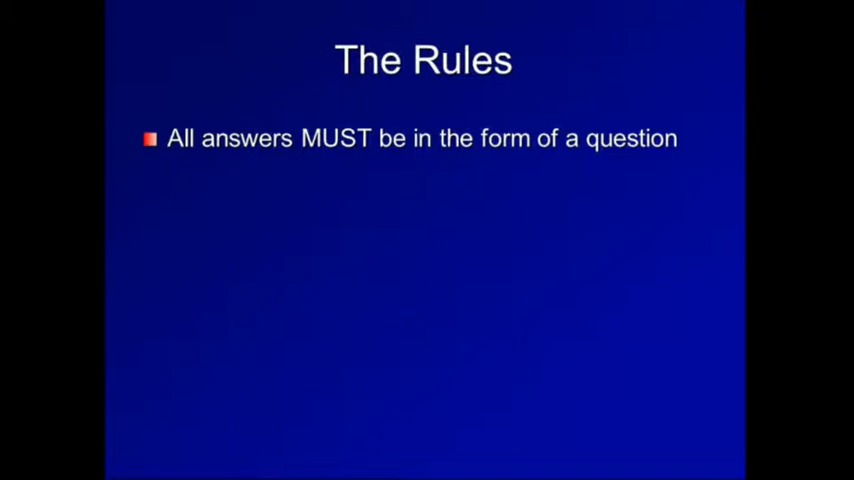 The Rules
All answers MUST be in the form of a question